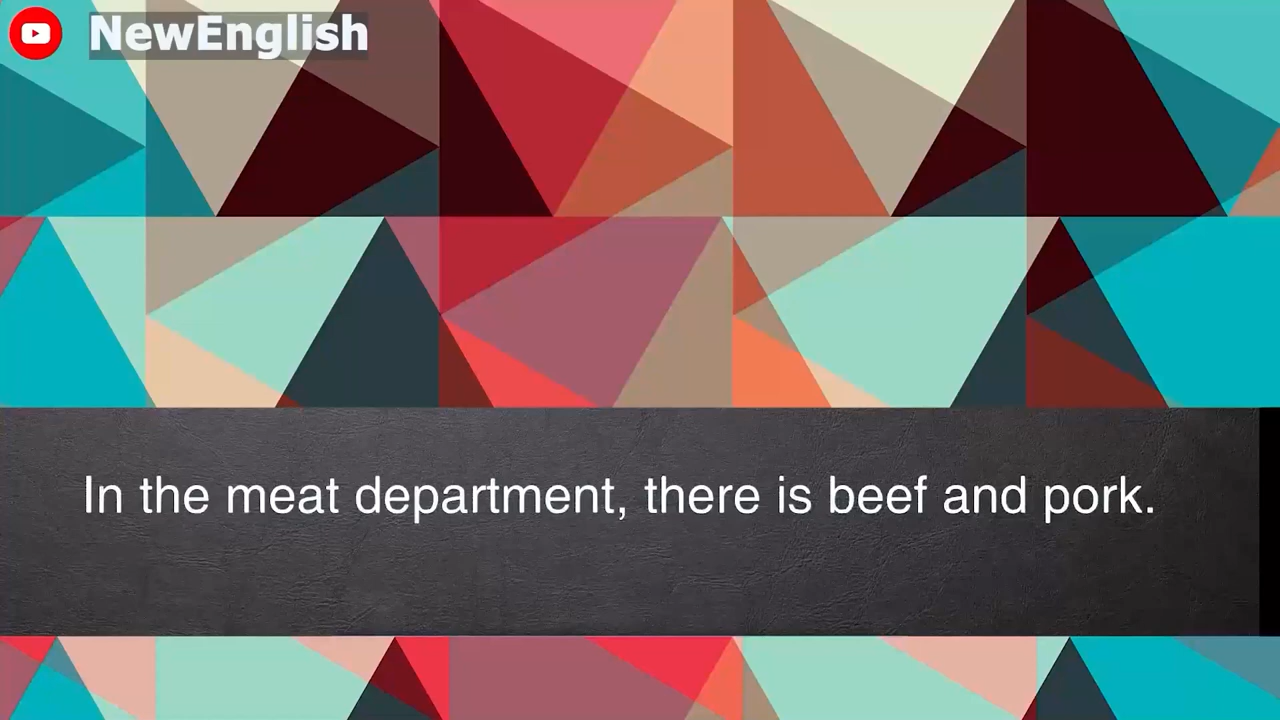 NewEnglish
In the meat department, there is beef and pork.